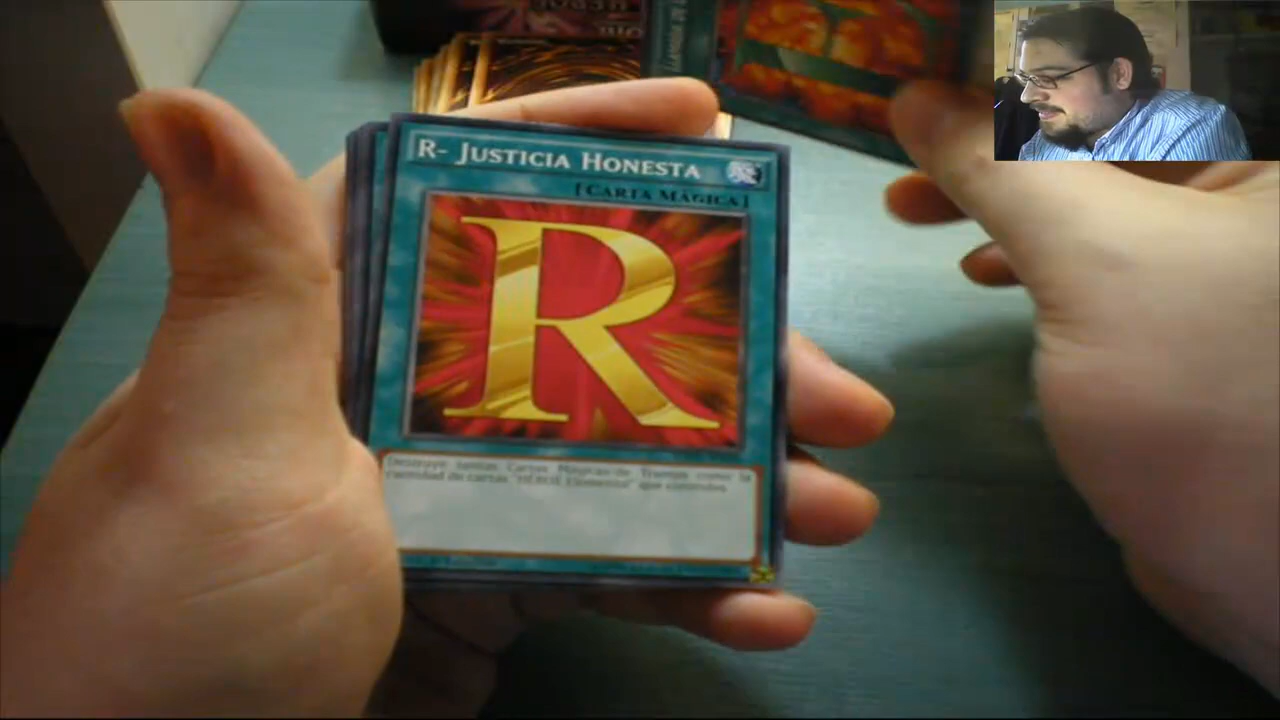 R- JUSTICIA HONESTA
[CARTA MÁGICA]
R
Destruye tantas Cartas Mágicas/de Trampa como la
cantidad de cartas "HÉROE Elemental" que controles.